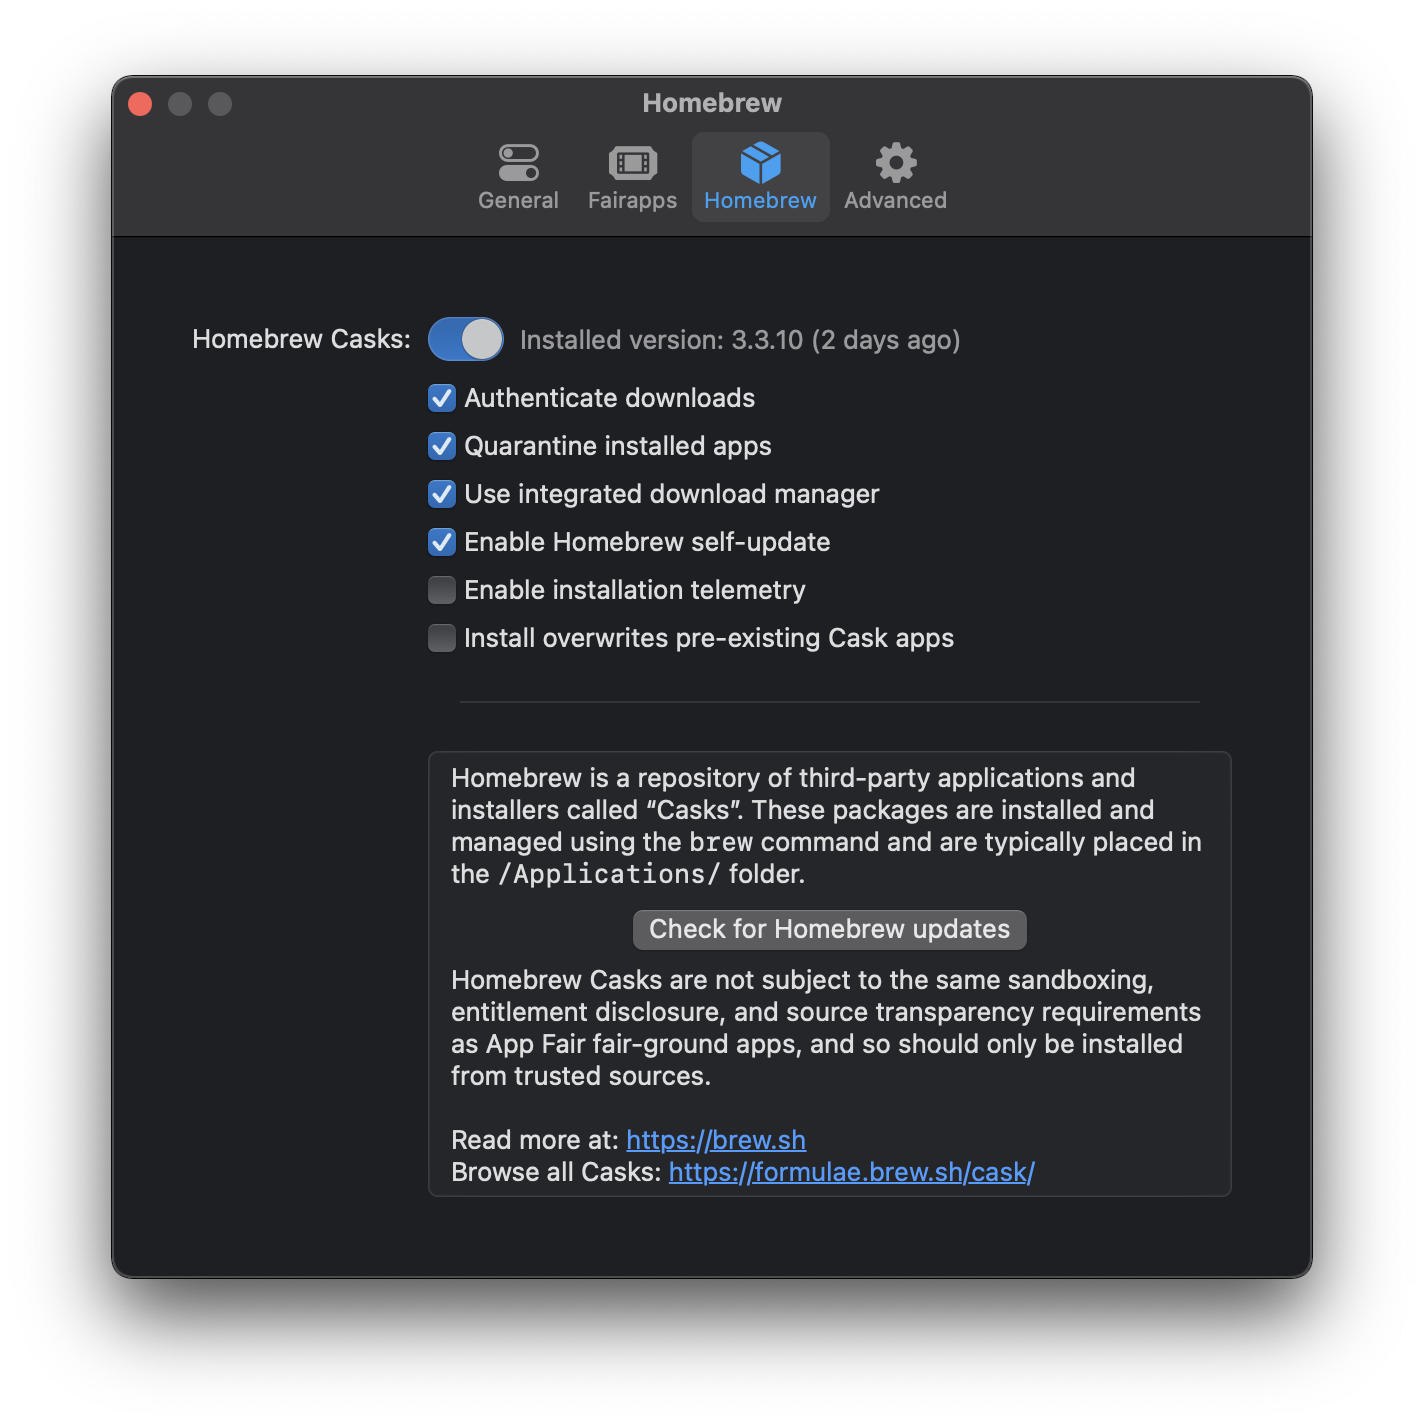 Homebrew
General
Fairapps
Homebrew
Advanced
Homebrew Casks:
Installed version: 3.3.10 (2 days ago)
Authenticate downloads
Quarantine installed apps
Use integrated download manager
Enable Homebrew self-update
Enable installation telemetry
Install overwrites pre-existing Cask apps
Homebrew is a repository of third-party applications and
installers called “Casks”. These packages are installed and
managed using the brew command and are typically placed in
the /Applications/ folder.
Check for Homebrew updates
Homebrew Casks are not subject to the same sandboxing,
entitlement disclosure, and source transparency requirements
as App Fair fair-ground apps, and so should only be installed
from trusted sources.
Read more at: https://brew.sh
Browse all Casks: https://formulae.brew.sh/cask/